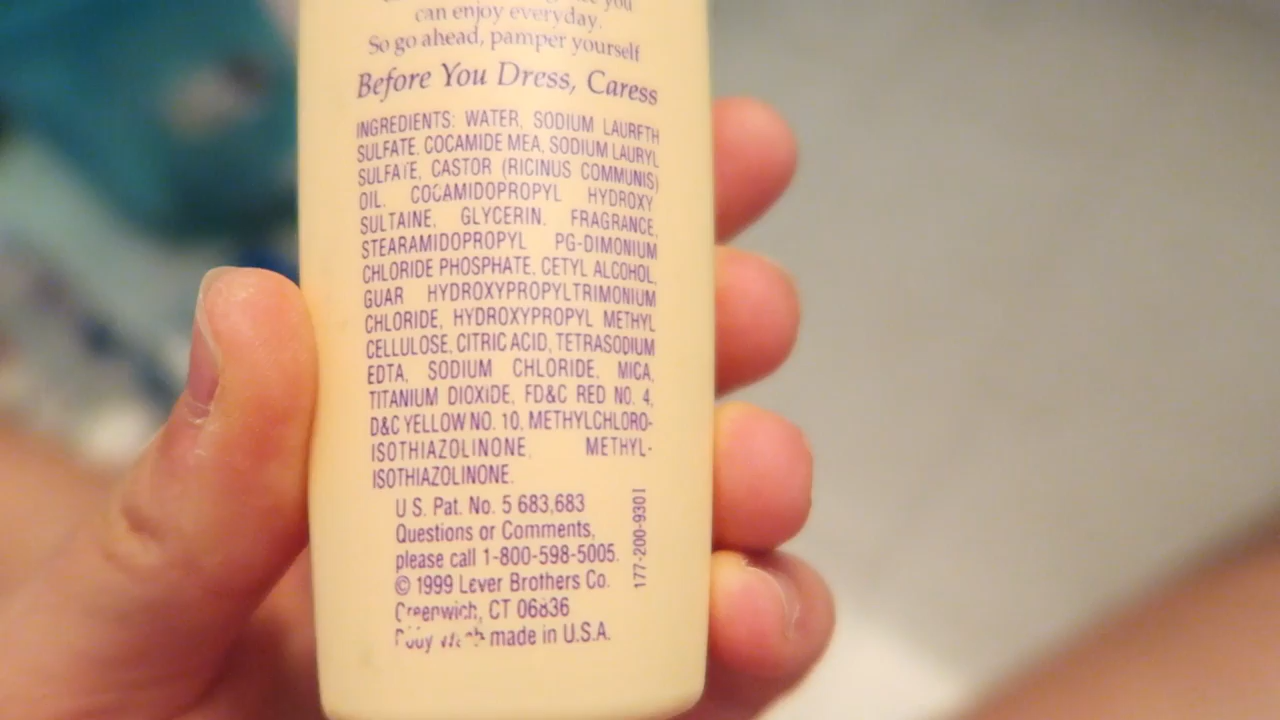 can enjoy everyday.
So go ahead, pamper yourself
Before You Dress, Caress
INGREDIENTS: WATER, SODIUM LAURETH
SULFATE, COCAMIDE MEA, SODIUM LAURYL
SULFATE, CASTOR (RICINUS COMMUNIS)
OIL, COCAMIDOPROPYL HYDROXY
SULTAINE, GLYCERIN, FRAGRANCE,
STEARAMIDOPROPYL PG-DIMONIUM
CHLORIDE PHOSPHATE, CETYL ALCOHOL,
GUAR HYDROXYPROPYLTRIMONIUM
CHLORIDE, HYDROXYPROPYL METHYL
CELLULOSE, CITRIC ACID, TETRASODIUM
EDTA, SODIUM CHLORIDE, MICA,
TITANIUM DIOXIDE, FD&C RED NO. 4,
D&C YELLOW NO. 10, METHYLCHLORO-
ISOTHIAZOLINONE, METHYL-
ISOTHIAZOLINONE.
U S. Pat. No. 5 683,683
Questions or Comments,
please call 1-800-598-5005.
© 1999 Lever Brothers Co.
Greenwich, CT 06836
Body Wash made in U.S.A.
177-200-9301